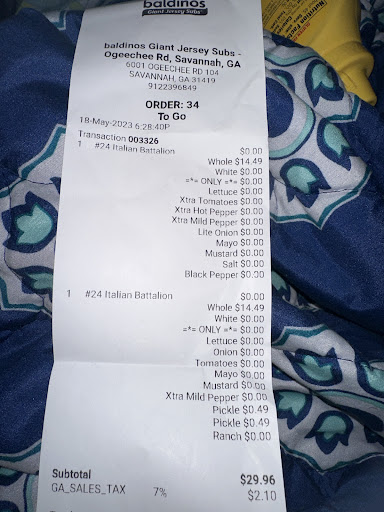 baldinos
Giant Jersey Subs
baldinos Giant Jersey Subs -
Ogeechee Rd, Savannah, GA
6001 OGEECHEE RD 104
SAVANNAH, GA 31419
9122396849
ORDER: 34
To Go
18-May-2023 6:28:40P
Transaction 003326
1 #24 Italian Battalion $0.00
Whole $14.49
White $0.00
=*= ONLY =*= $0.00
Lettuce $0.00
Xtra Tomatoes $0.00
Xtra Hot Pepper $0.00
Xtra Mild Pepper $0.00
Lite Onion $0.00
Mayo $0.00
Mustard $0.00
Salt $0.00
Black Pepper $0.00
1 #24 Italian Battalion $0.00
Whole $14.49
White $0.00
=*= ONLY =*= $0.00
Lettuce $0.00
Onion $0.00
Tomatoes $0.00
Mayo $0.00
Mustard $0.00
Xtra Mild Pepper $0.00
Pickle $0.49
Pickle $0.49
Ranch $0.00
Subtotal $29.96
GA_SALES_TAX 7% $2.10
Nutrition Facts